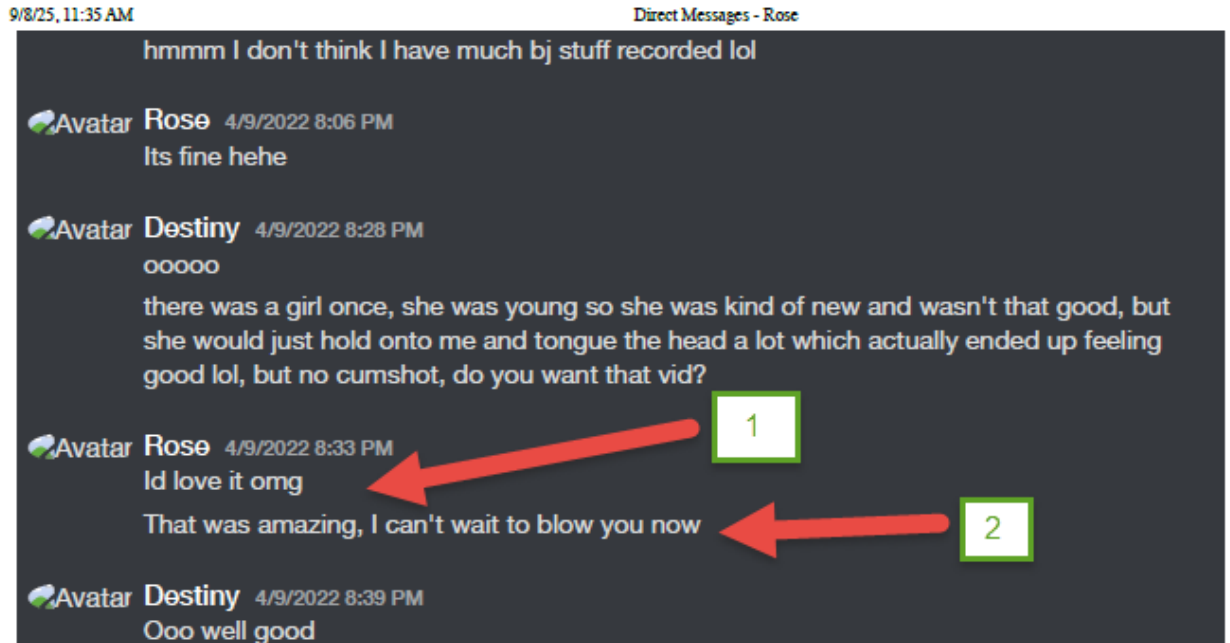 9/8/25, 11:35 AM
Direct Messages - Rose
hmmm I don't think I have much bj stuff recorded lol
Avatar Rose 4/9/2022 8:06 PM
Its fine hehe
Avatar Destiny 4/9/2022 8:28 PM
ooooo
there was a girl once, she was young so she was kind of new and wasn't that good, but
she would just hold onto me and tongue the head a lot which actually ended up feeling
good lol, but no cumshot, do you want that vid?
1
Avatar Rose 4/9/2022 8:33 PM
Id love it omg
That was amazing, I can't wait to blow you now
2
Avatar Destiny 4/9/2022 8:39 PM
Ooo well good